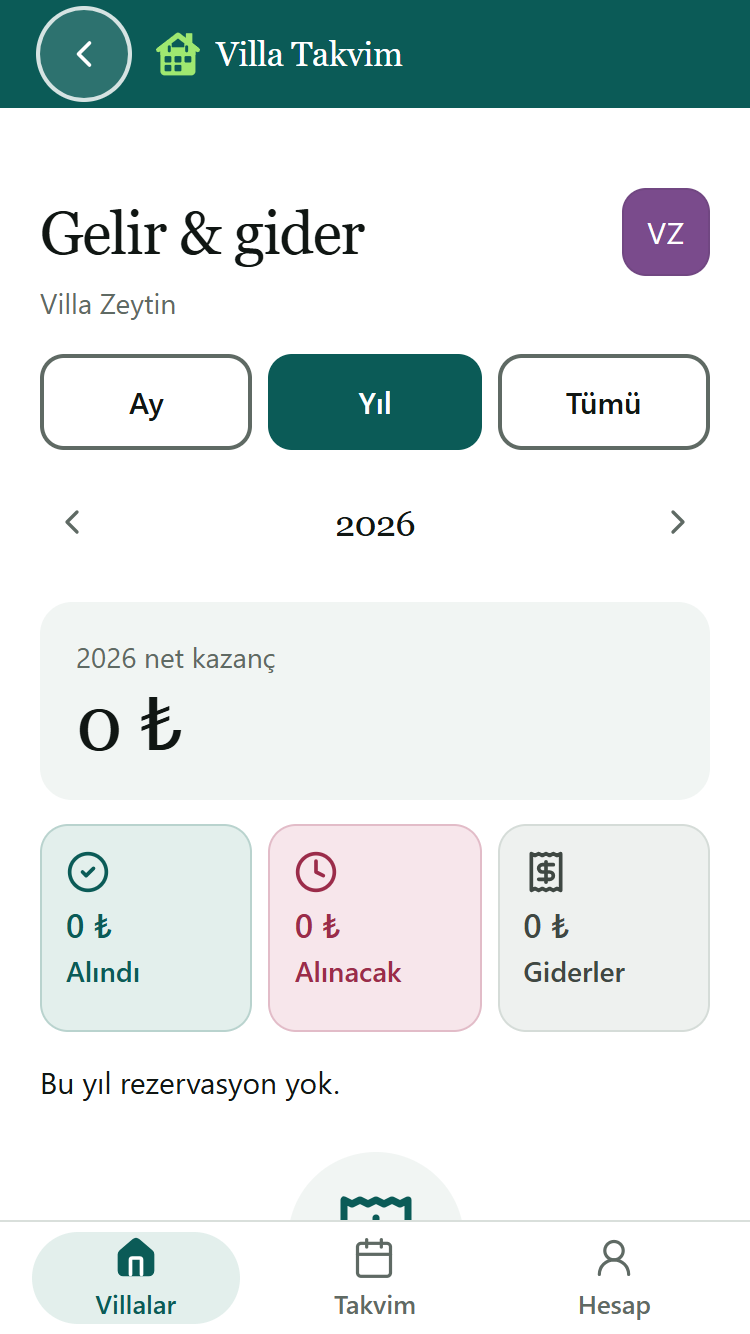 Villa Takvim
Gelir & gider
VZ
Villa Zeytin
Ay
Yıl
Tümü
2026
2026 net kazanç
0 ₺
0 ₺
Alındı
0 ₺
Alınacak
0 ₺
Giderler
Bu yıl rezervasyon yok.
Villalar
Takvim
Hesap